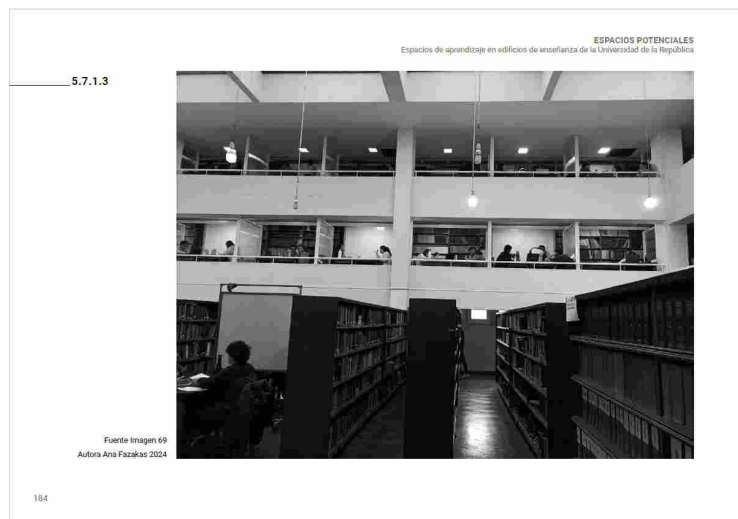 ESPACIOS POTENCIALES
Espacios de aprendizaje en edificios de enseñanza de la Universidad de la República
5.7.1.3
Fuente Imagen 69
Autora Ana Fazakas 2024
184